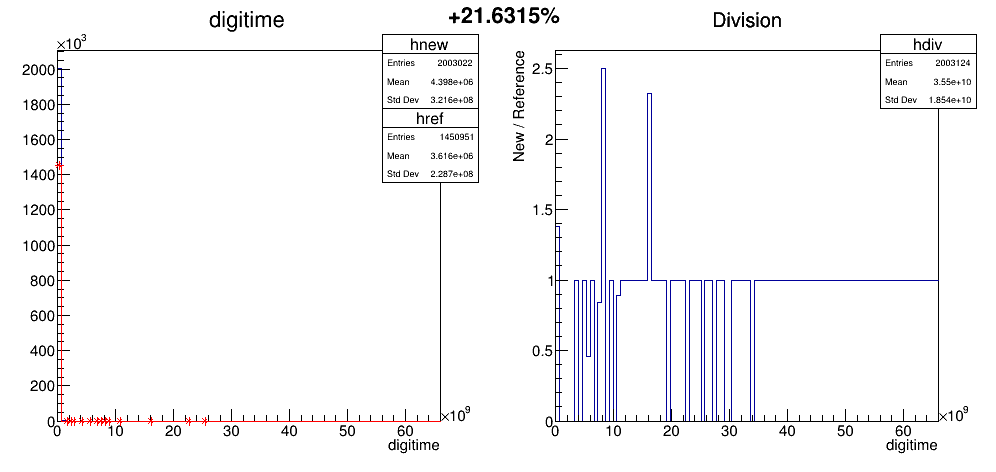 +21.6315%
digitime
×10³
hnew
Entries 2003022
Mean 4.398e+06
Std Dev 3.216e+08
href
Entries 1450951
Mean 3.616e+06
Std Dev 2.287e+08
2000
1800
1600
1400
1200
1000
800
600
400
200
0
0 10 20 30 40 50 60
×10⁹
digitime
Division
hdiv
Entries 2003124
Mean 3.55e+10
Std Dev 1.854e+10
New / Reference
2.5
2
1.5
1
0.5
0
0 10 20 30 40 50 60
×10⁹
digitime